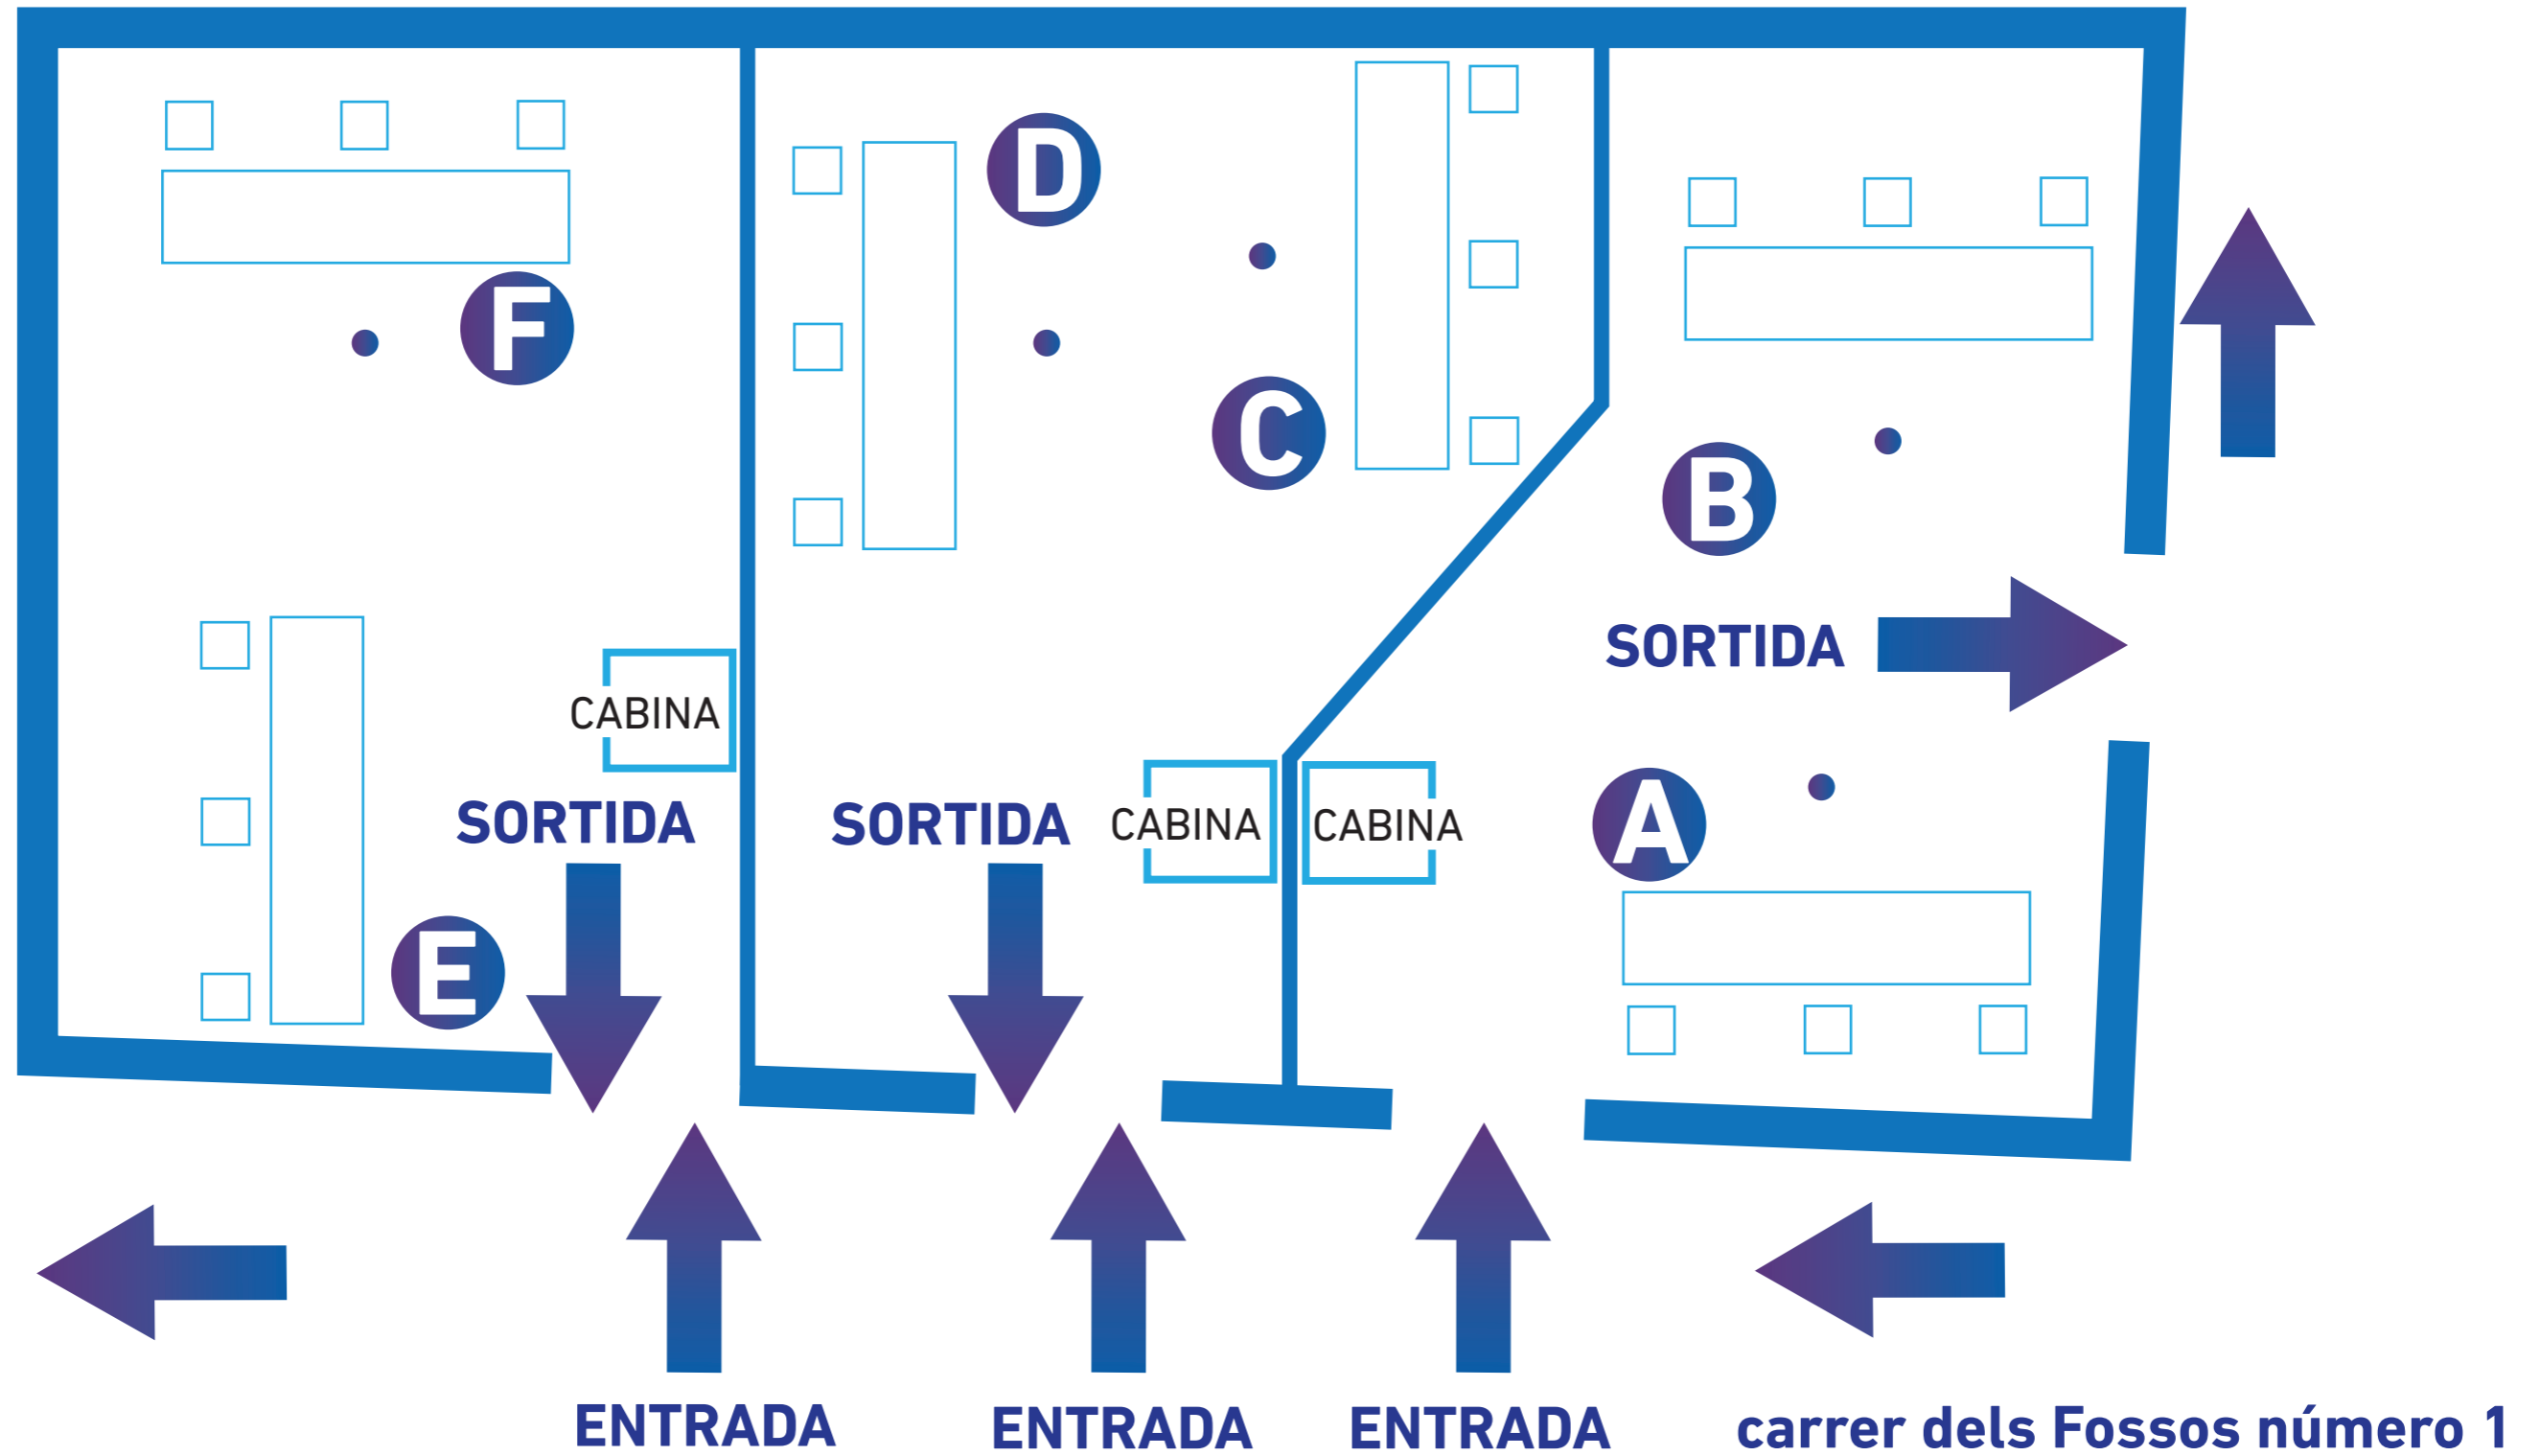 D
F
C
B
SORTIDA
CABINA
SORTIDA
SORTIDA
CABINA
CABINA
A
E
ENTRADA
ENTRADA
ENTRADA
carrer dels Fossos número 1